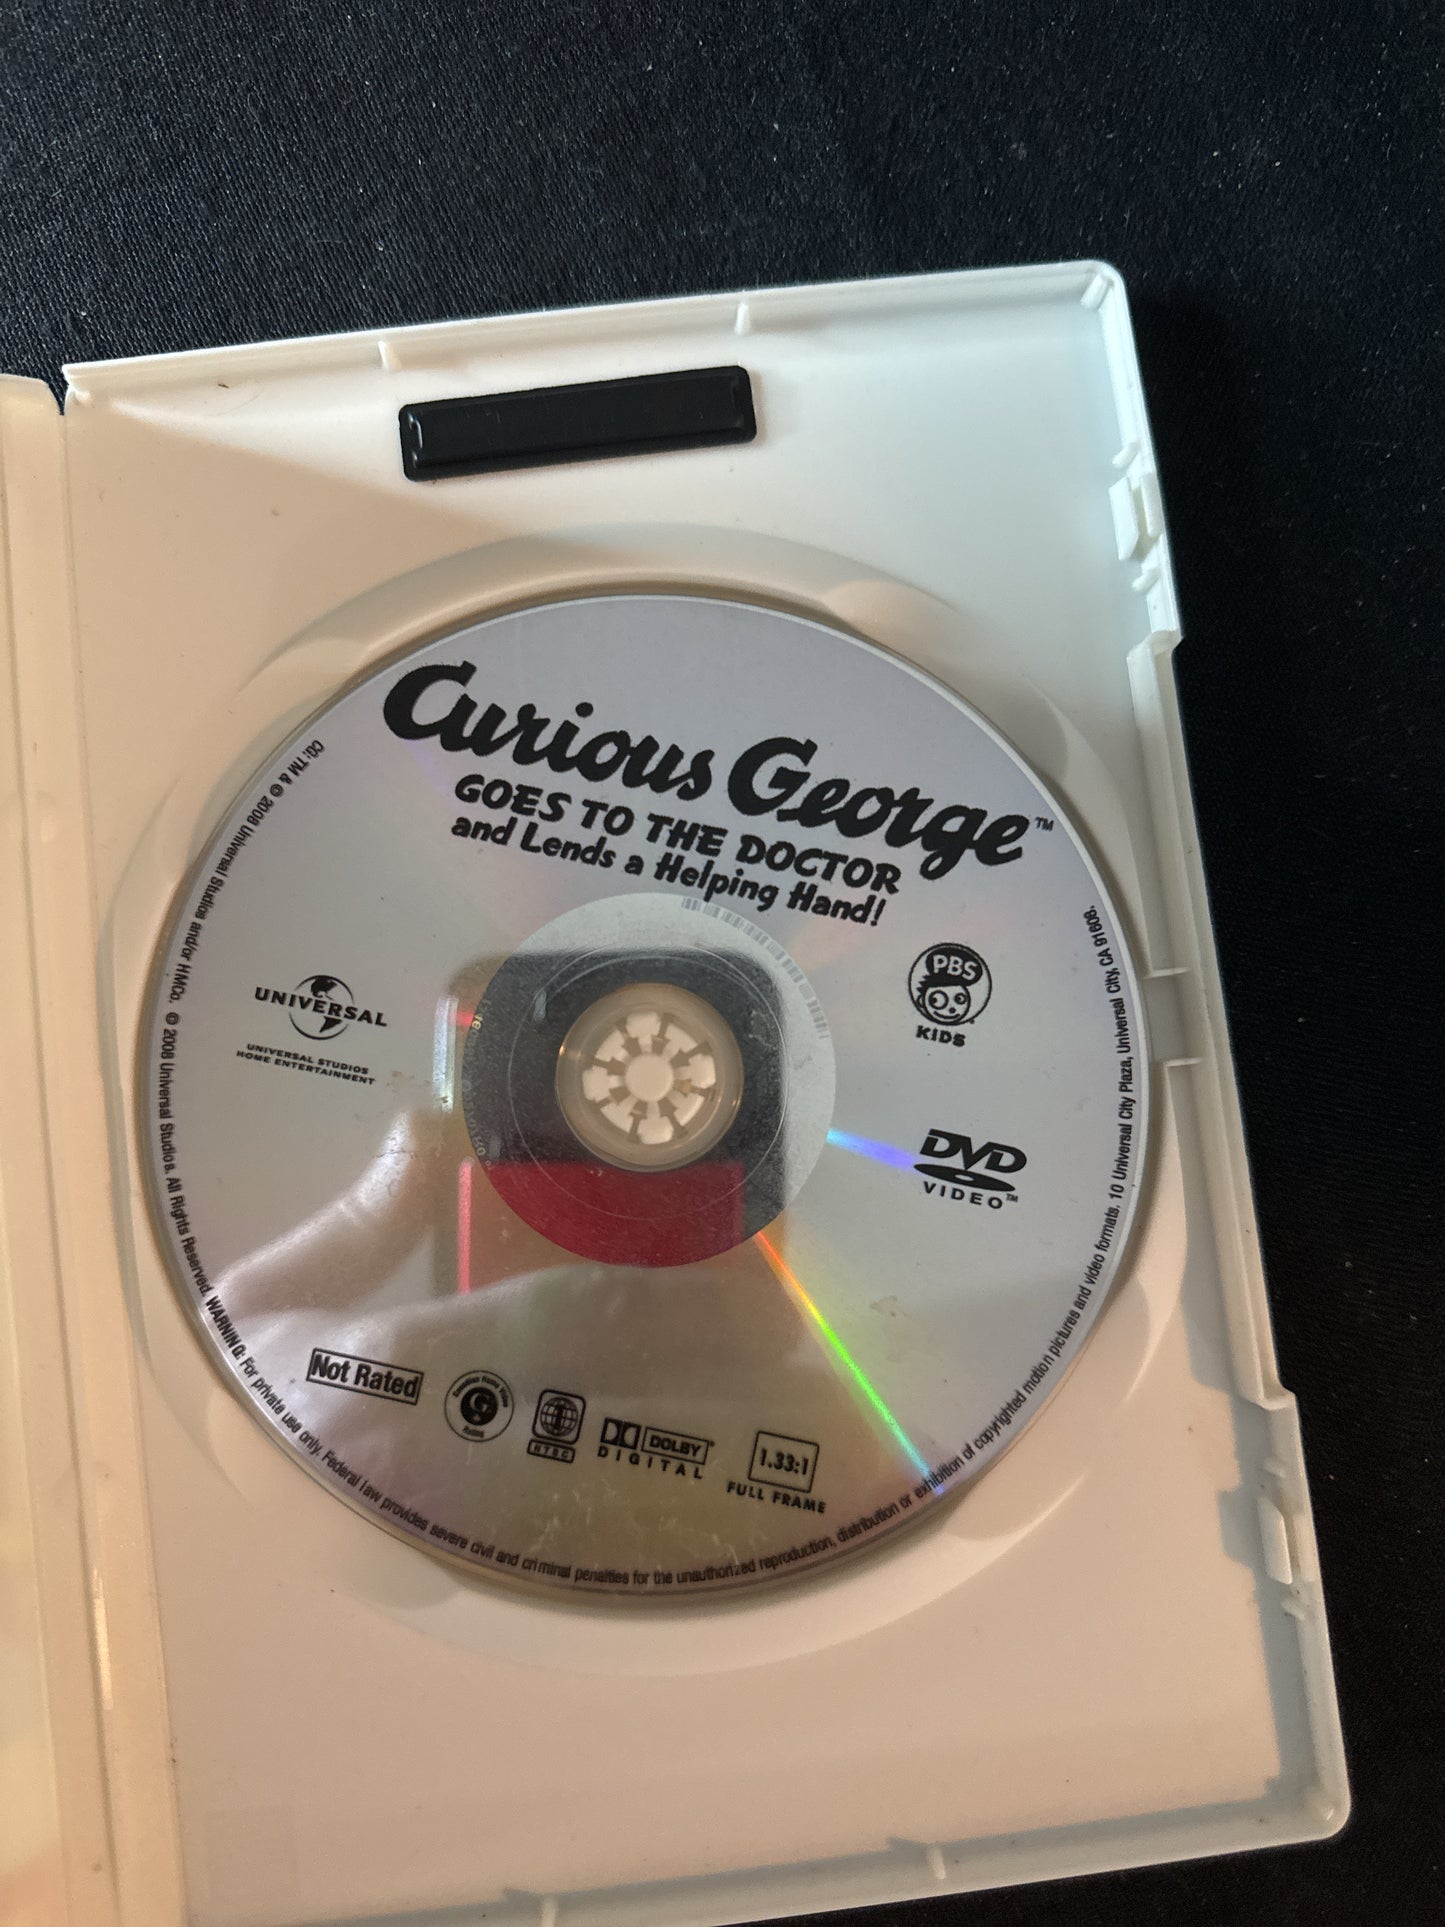 Curious George™
GOES TO THE DOCTOR
and Lends a Helping Hand!
PBS
KIDS
UNIVERSAL
UNIVERSAL STUDIOS
HOME ENTERTAINMENT
DVD
VIDEO™
Not Rated
Canadian Home Video
G
Rating
NTSC
DOLBY
DIGITAL
1.33:1
FULL FRAME
CG: TM & © 2008 Universal Studios and/or HMCo. © 2008 Universal Studios. All Rights Reserved. WARNING: For private use only. Federal law provides severe civil and criminal penalties for the unauthorized reproduction, distribution or exhibition of copyrighted motion pictures and video formats. 10 Universal City Plaza, Universal City, CA 91608.